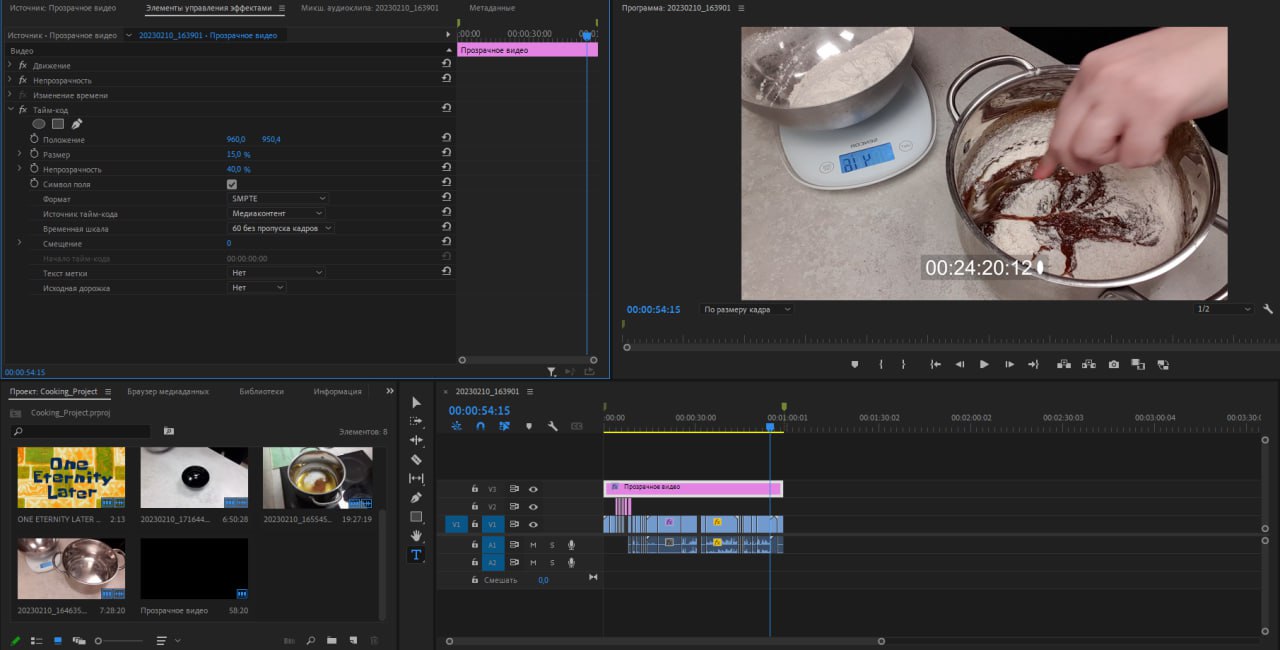 Источник: Прозрачное видео
Элементы управления эффектами
Микш. аудиоклипа: 20230210_163901
Метаданные
Источник - Прозрачное видео
20230210_163901 - Прозрачное видео
:00:00
00:00:30:00
Видео
Прозрачное видео
fx Движение
fx Непрозрачность
fx Изменение времени
fx Тайм-код
Положение 960,0 950,4
Размер 15,0 %
Непрозрачность 40,0 %
Символ поля
Формат SMPTE
Источник тайм-кода Медиаконтент
Временная шкала 60 без пропуска кадров
Смещение 0
Начало тайм-кода 00:00:00:00
Текст метки Нет
Исходная дорожка Нет
00:00:54:15
Программа: 20230210_163901
00:24:20:12
00:00:54:15
По размеру кадра
1/2
Проект: Cooking_Project
Браузер медиаданных
Библиотеки
Информация
Cooking_Project.prproj
Элементов: 8
One
Eternity
Later
ONE ETERNITY LATER ... 2:13
20230210_171644... 6:50:28
20230210_165545... 19:27:19
20230210_164635... 7:28:20
Прозрачное видео 58:20
× 20230210_163901
00:00:54:15
:00:00
00:00:30:00
00:01:00:01
00:01:30:02
00:02:00:02
00:02:30:03
00:03:00:04
00:03:30:0
V3
fx Прозрачное видео
V2
V1 V1
fx fx
A1 M S
fx
A2 M S
Смешать 0,0